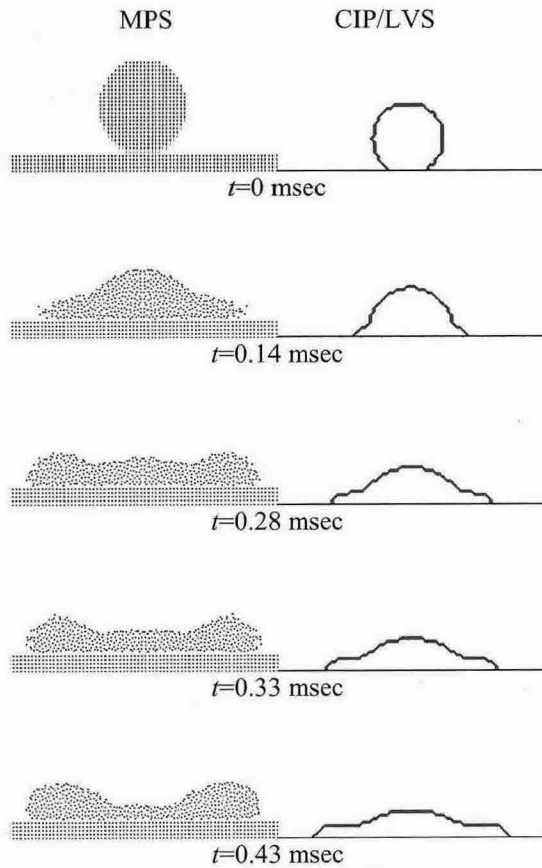 MPS CIP/LVS
t=0 msec
t=0.14 msec
t=0.28 msec
t=0.33 msec
t=0.43 msec